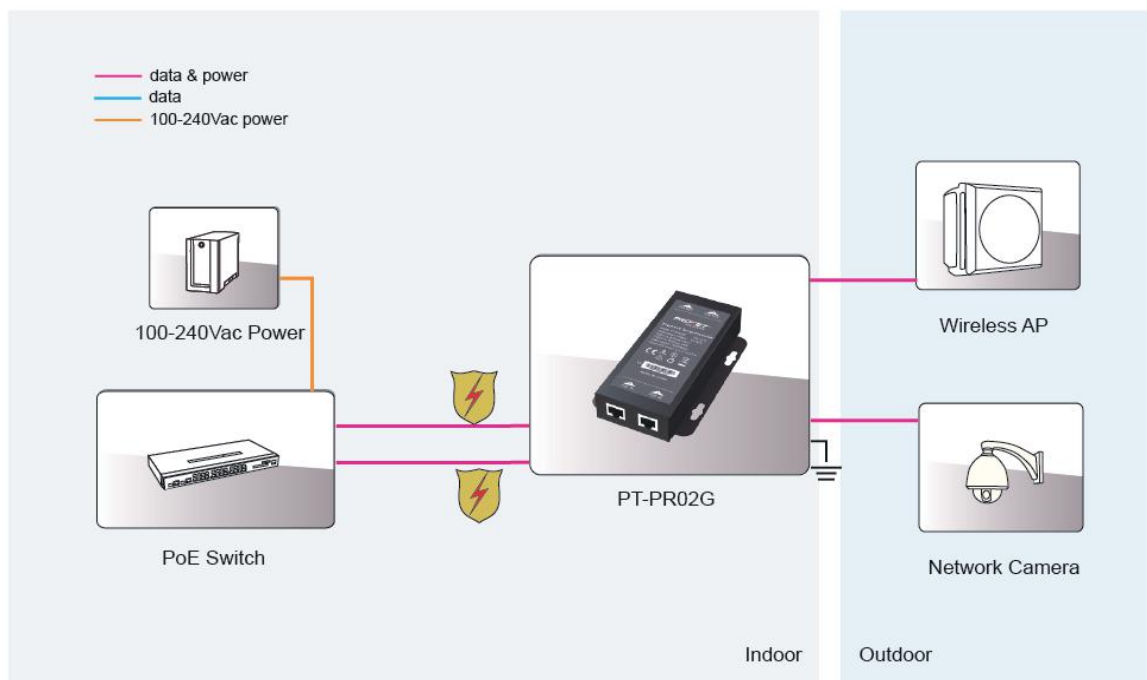 data & power
data
100-240Vac power
100-240Vac Power
PoE Switch
PT-PR02G
Wireless AP
Network Camera
Indoor
Outdoor